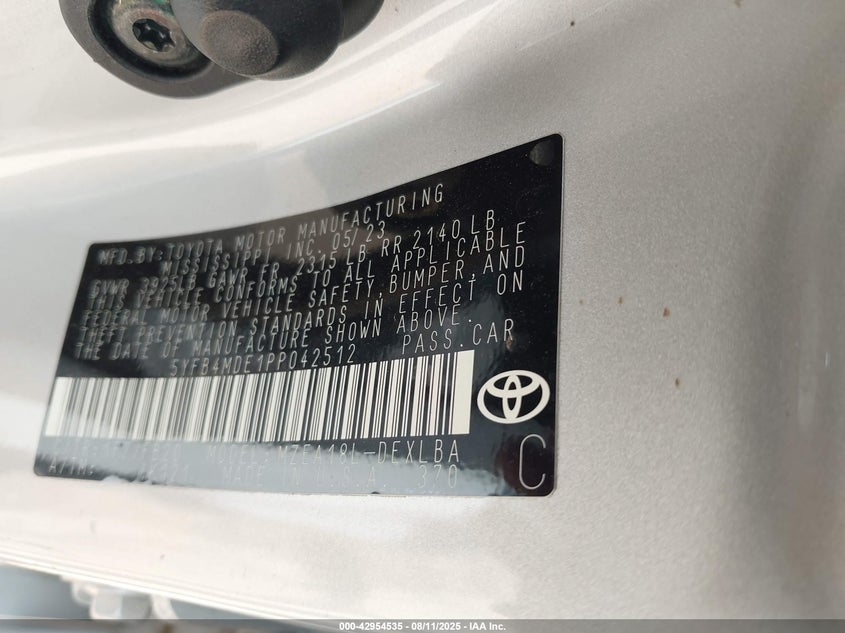 MFD. BY: TOYOTA MOTOR MANUFACTURING
MISSISSIPPI, INC. 05/23
GVWR 3925LB GAWR FR 2315LB RR 2140LB
THIS VEHICLE CONFORMS TO ALL APPLICABLE
FEDERAL MOTOR VEHICLE SAFETY, BUMPER, AND
THEFT PREVENTION STANDARDS IN EFFECT ON
THE DATE OF MANUFACTURE SHOWN ABOVE.
5YFB4MDE1PP042512 PASS.CAR
MODEL: MZEA18L-DEXLBA
A/TM: MADE IN U.S.A. 370
C
000-42954535 - 08/11/2025 - IAA Inc.